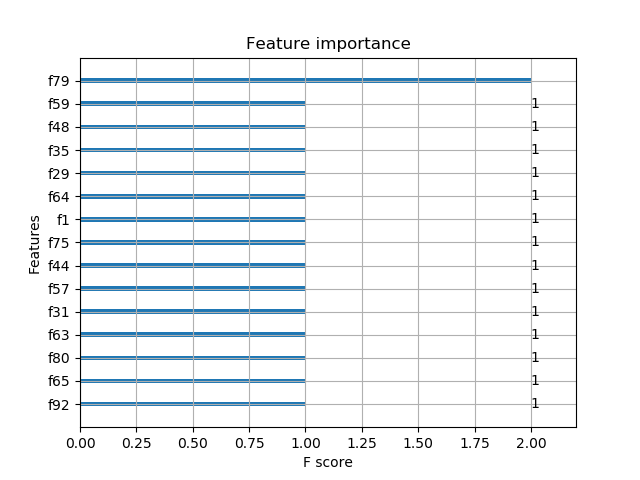 Feature importance
f79
f59 1
f48 1
f35 1
f29 1
f64 1
f1 1
f75 1
f44 1
f57 1
f31 1
f63 1
f80 1
f65 1
f92 1
Features
0.00 0.25 0.50 0.75 1.00 1.25 1.50 1.75 2.00
F score